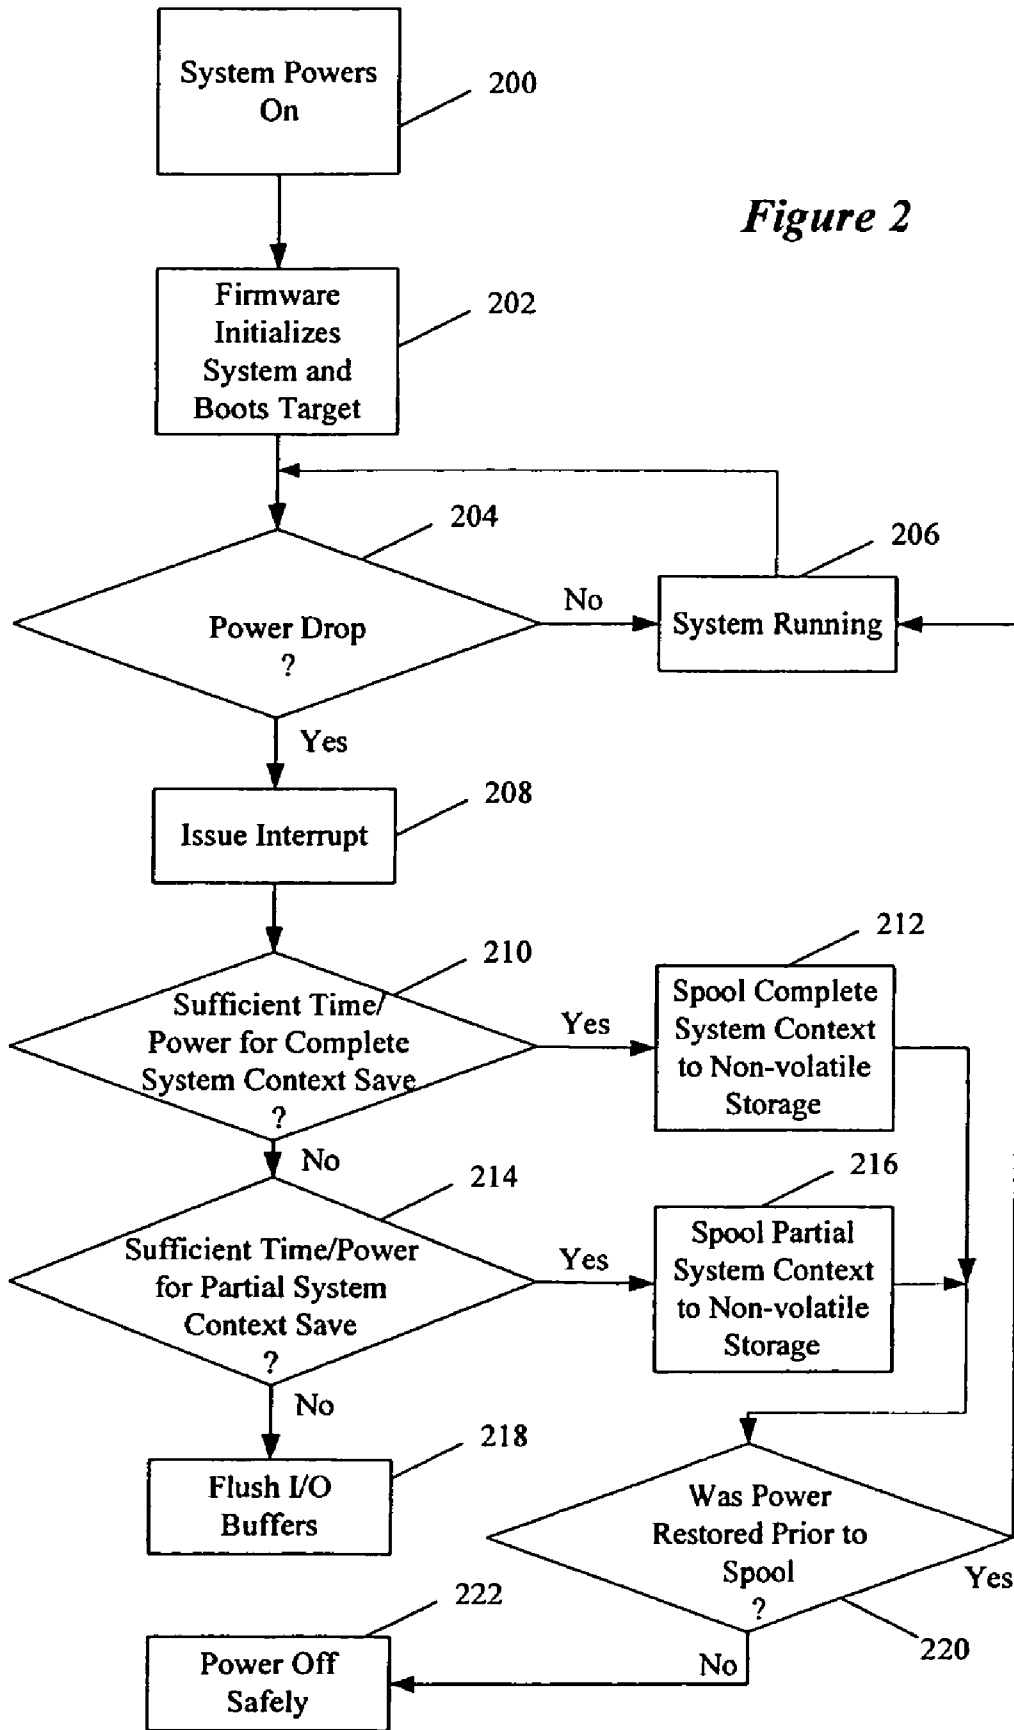 System Powers
On
200
Figure 2
Firmware
Initializes
System and
Boots Target
202
204
206
Power Drop
?
No
System Running
Yes
208
Issue Interrupt
210
212
Sufficient Time/
Power for Complete
System Context Save
?
Yes
Spool Complete
System Context
to Non-volatile
Storage
No
214
216
Sufficient Time/Power
for Partial System
Context Save
?
Yes
Spool Partial
System Context
to Non-volatile
Storage
No
218
Flush I/O
Buffers
Was Power
Restored Prior to
Spool
?
Yes
220
222
No
Power Off
Safely